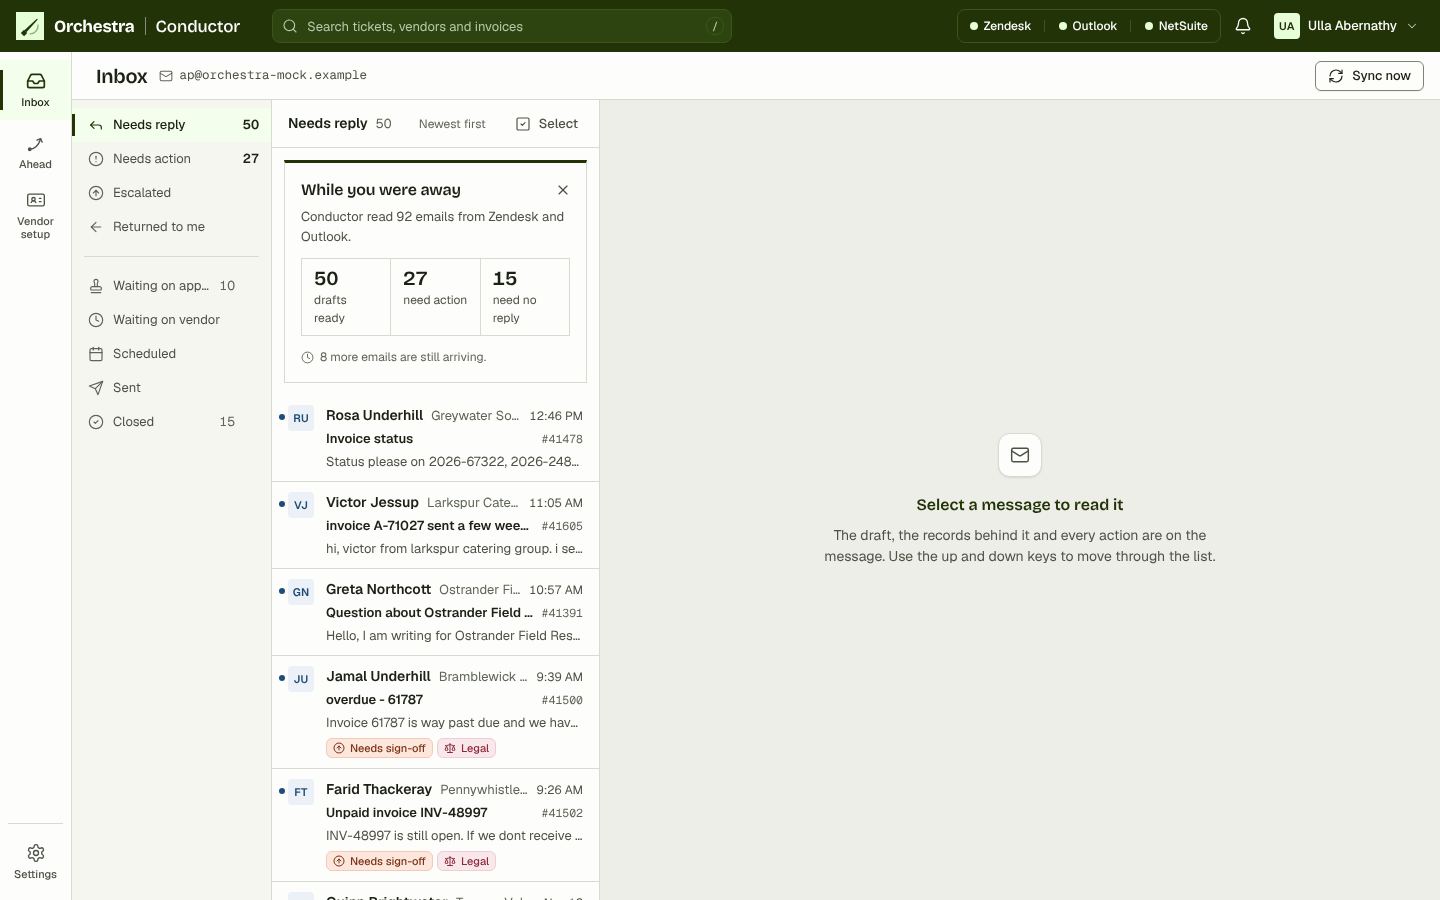 Orchestra | Conductor
Search tickets, vendors and invoices /
Zendesk Outlook NetSuite
UA Ulla Abernathy
Inbox
Ahead
Vendor setup
Settings
Inbox ap@orchestra-mock.example
Sync now
Needs reply 50
Needs action 27
Escalated
Returned to me
Waiting on app... 10
Waiting on vendor
Scheduled
Sent
Closed 15
Needs reply 50 Newest first Select
While you were away
Conductor read 92 emails from Zendesk and
Outlook.
50 drafts ready
27 need action
15 need no reply
8 more emails are still arriving.
RU Rosa Underhill Greywater So... 12:46 PM
Invoice status #41478
Status please on 2026-67322, 2026-248...
VJ Victor Jessup Larkspur Cate... 11:05 AM
invoice A-71027 sent a few wee... #41605
hi, victor from larkspur catering group. i se...
GN Greta Northcott Ostrander Fi... 10:57 AM
Question about Ostrander Field ... #41391
Hello, I am writing for Ostrander Field Res...
JU Jamal Underhill Bramblewick ... 9:39 AM
overdue - 61787 #41500
Invoice 61787 is way past due and we hav...
Needs sign-off Legal
FT Farid Thackeray Pennywhistle... 9:26 AM
Unpaid invoice INV-48997 #41502
INV-48997 is still open. If we dont receive ...
Needs sign-off Legal
Select a message to read it
The draft, the records behind it and every action are on the
message. Use the up and down keys to move through the list.